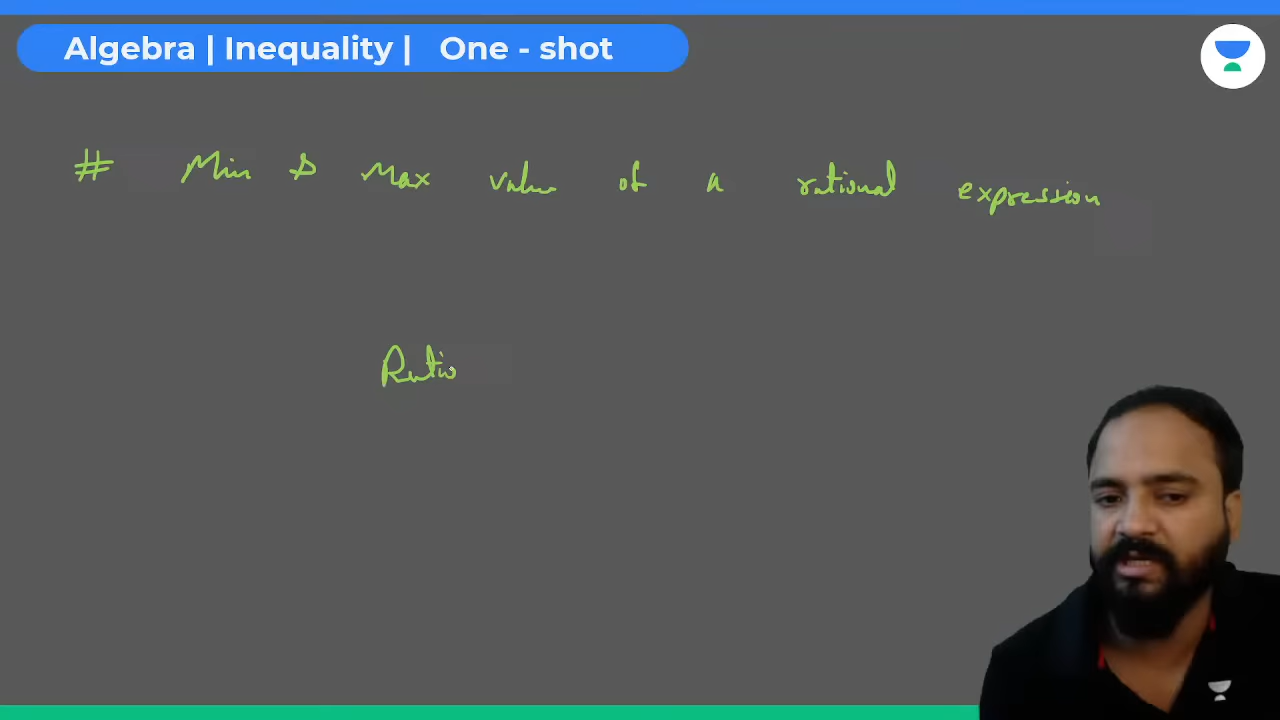 Algebra | Inequality | One - shot
# Min & Max value of a rational expression
Ratio